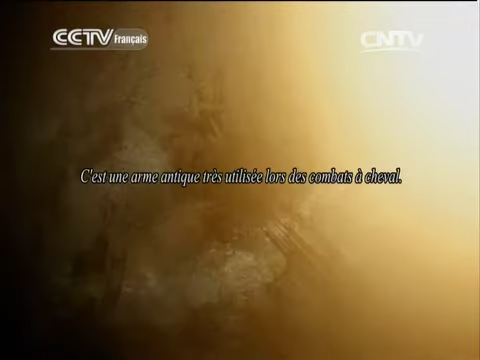 CCTV Français
CNTV
C'est une arme antique très utilisée lors des combats à cheval.